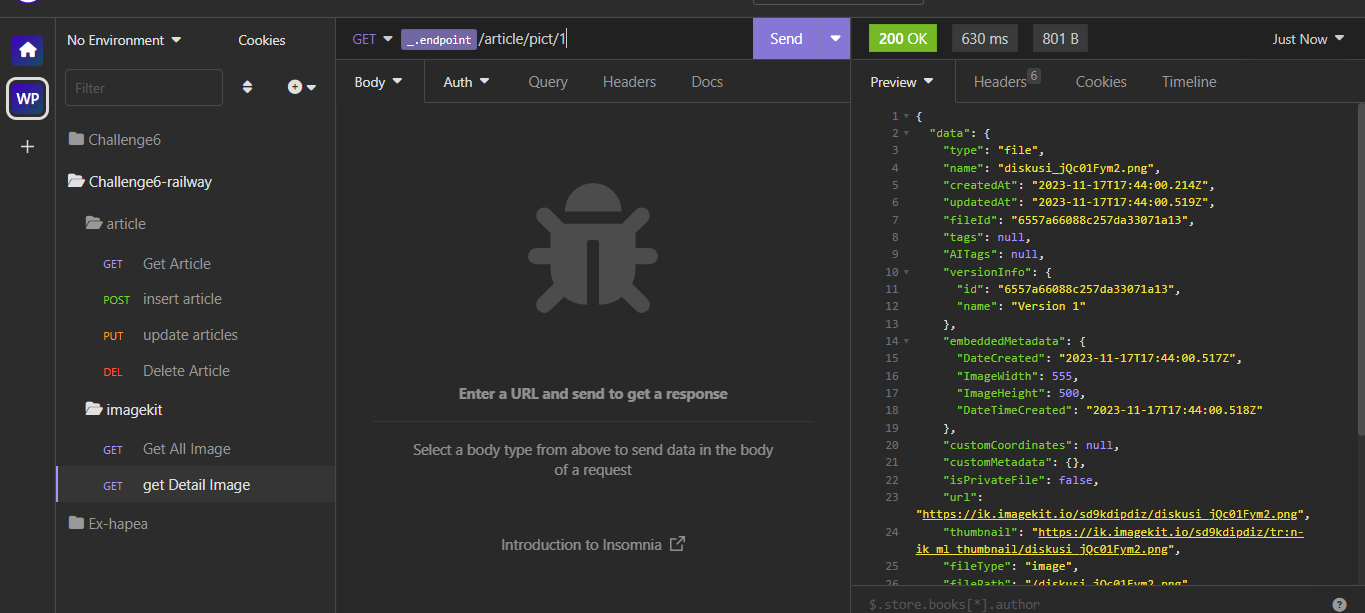 No Environment
Cookies
GET _.endpoint/article/pict/1
Send
200 OK
630 ms
801 B
Just Now
WP
Filter
Challenge6
Challenge6-railway
article
GET Get Article
POST insert article
PUT update articles
DEL Delete Article
imagekit
GET Get All Image
GET get Detail Image
Ex-hapea
Body
Auth
Query
Headers
Docs
Enter a URL and send to get a response
Select a body type from above to send data in the body
of a request
Introduction to Insomnia
Preview
Headers 6
Cookies
Timeline
1 {
2 "data": {
3 "type": "file",
4 "name": "diskusi_jQc01Fym2.png",
5 "createdAt": "2023-11-17T17:44:00.214Z",
6 "updatedAt": "2023-11-17T17:44:00.519Z",
7 "fileId": "6557a66088c257da33071a13",
8 "tags": null,
9 "AITags": null,
10 "versionInfo": {
11 "id": "6557a66088c257da33071a13",
12 "name": "Version 1"
13 },
14 "embeddedMetadata": {
15 "DateCreated": "2023-11-17T17:44:00.517Z",
16 "ImageWidth": 555,
17 "ImageHeight": 500,
18 "DateTimeCreated": "2023-11-17T17:44:00.518Z"
19 },
20 "customCoordinates": null,
21 "customMetadata": {},
22 "isPrivateFile": false,
23 "url":
"https://ik.imagekit.io/sd9kdipdiz/diskusi_jQc01Fym2.png",
24 "thumbnail": "https://ik.imagekit.io/sd9kdipdiz/tr:n-
ik_ml_thumbnail/diskusi_jQc01Fym2.png",
25 "fileType": "image",
26 "filePath": "/diskusi_jQc01Fym2.png"
$.store.books[*].author